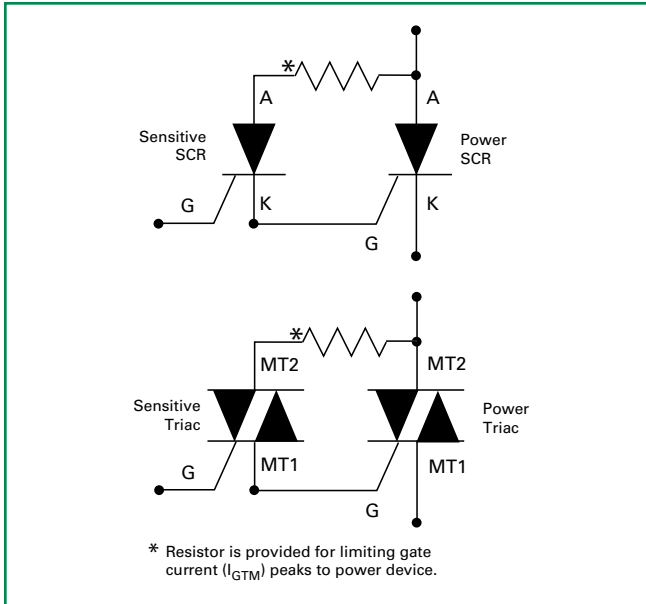 *
A
A
Sensitive
SCR
Power
SCR
G
K
K
G
*
MT2
MT2
Sensitive
Triac
Power
Triac
G
MT1
MT1
G
* Resistor is provided for limiting gate
current (IGTM) peaks to power device.